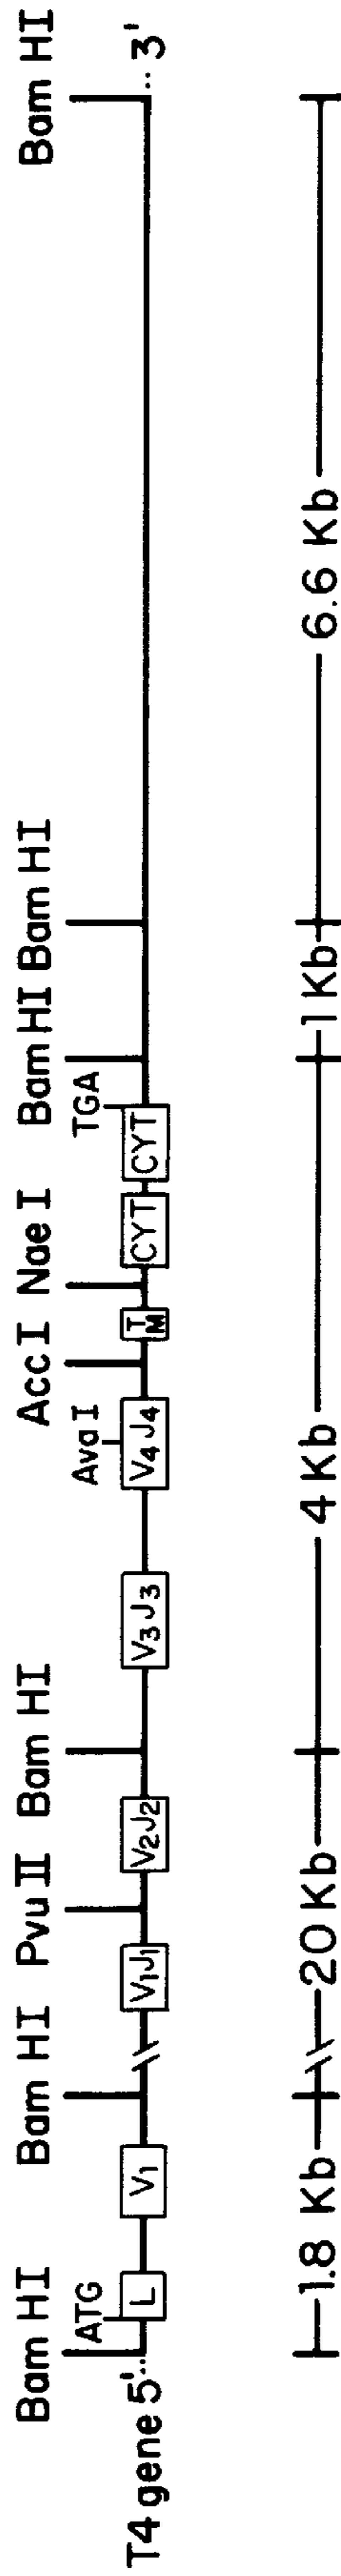 Bam HI Bam HI Pvu II Bam HI Acc I Nae I Bam HI Bam HI Bam HI
ATG Ava I TGA
T4 gene 5'... L V1 V1J1 V2J2 V3J3 V4J4 TM CYT CYT ...3'
1.8 Kb 20 Kb 4 Kb 1 Kb 6.6 Kb